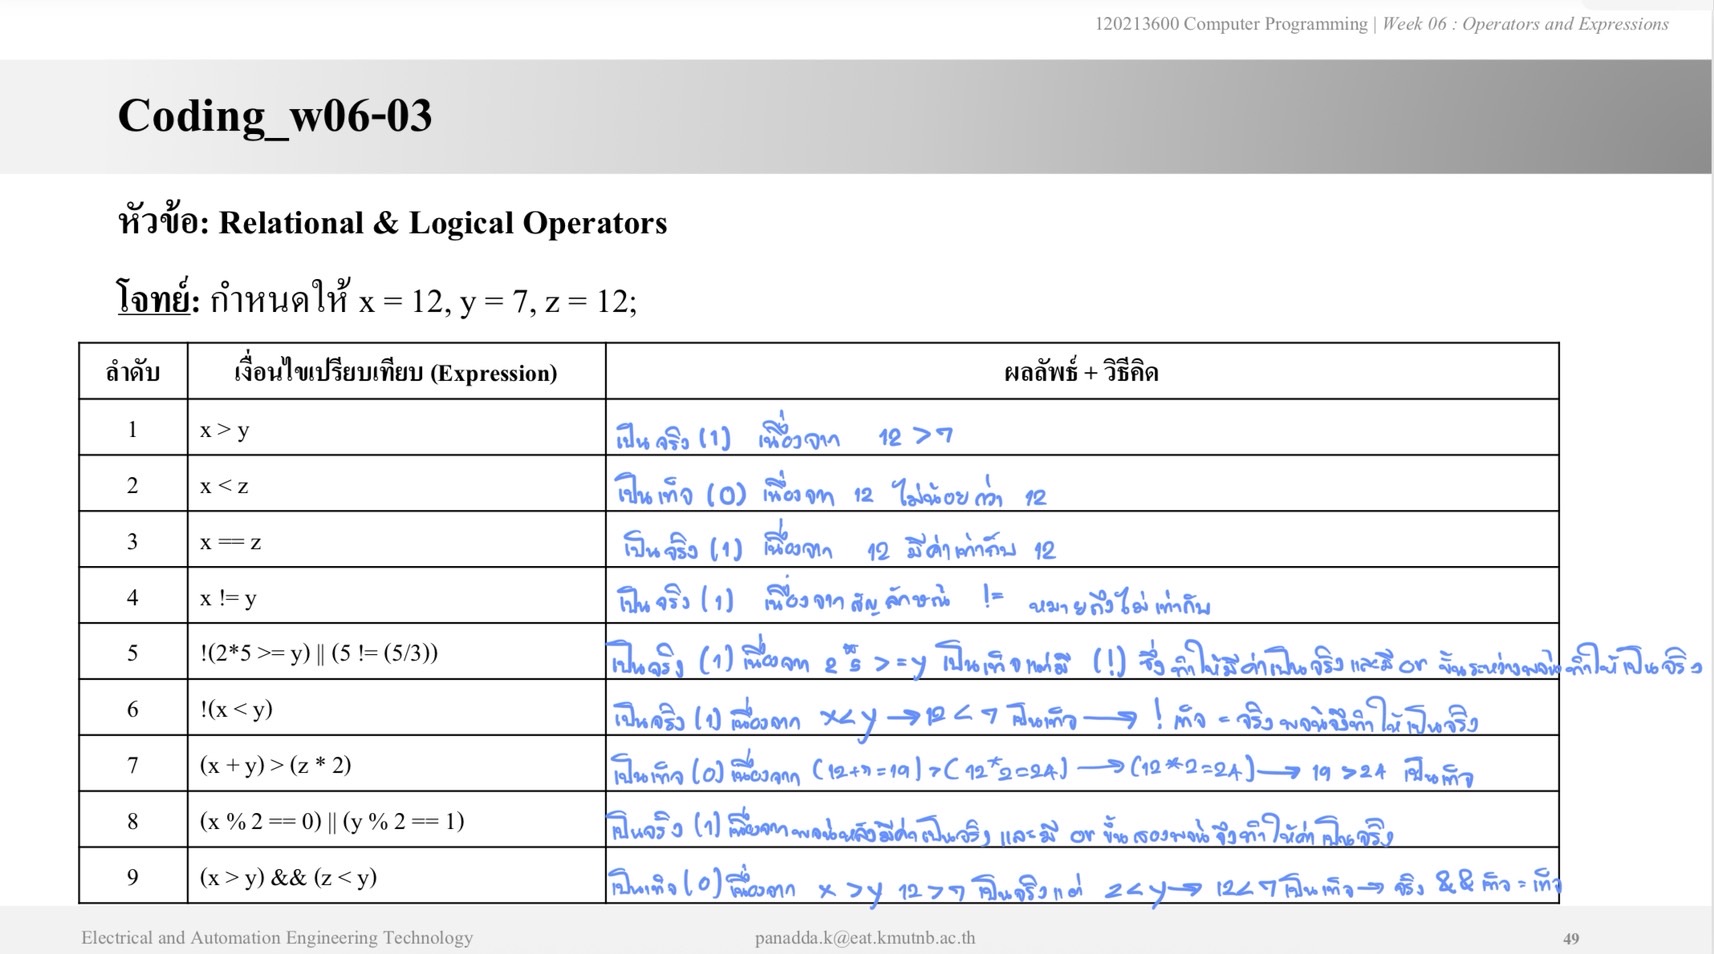 120213600 Computer Programming | Week 06 : Operators and Expressions
Coding_w06-03
หัวข้อ: Relational & Logical Operators
โจทย์: กำหนดให้ x = 12, y = 7, z = 12;
ลำดับ เงื่อนไขเปรียบเทียบ (Expression) ผลลัพธ์ + วิธีคิด
1 x > y เป็นจริง (1) เนื่องจาก 12 > 7
2 x < z เป็นเท็จ (0) เนื่องจาก 12 ไม่น้อยกว่า 12
3 x == z เป็นจริง (1) เนื่องจาก 12 มีค่าเท่ากับ 12
4 x != y เป็นจริง (1) เนื่องจากสัญลักษณ์ != หมายถึงไม่เท่ากับ
5 !(2*5 >= y) || (5 != (5/3)) เป็นจริง (1) เนื่องจาก 2*5 >= y เป็นเท็จ แต่มี (!) ซึ่งทำให้มีค่าเป็นจริง และมี or ขั้นระหว่างพจน์ ทำให้เป็นจริง
6 !(x < y) เป็นจริง (1) เนื่องจาก x < y → 12 < 7 เป็นเท็จ → ! เท็จ = จริง พจน์จึงทำให้เป็นจริง
7 (x + y) > (z * 2) เป็นเท็จ (0) เนื่องจาก (12+7=19) > (12*2=24) → (12*2=24) → 19 > 24 เป็นเท็จ
8 (x % 2 == 0) || (y % 2 == 1) เป็นจริง (1) เนื่องจากพจน์หลังมีค่าเป็นจริง และมี or ขั้นสองพจน์ จึงทำให้ค่าเป็นจริง
9 (x > y) && (z < y) เป็นเท็จ (0) เนื่องจาก x > y 12 > 7 เป็นจริง แต่ z < y → 12 < 7 เป็นเท็จ → จริง && เท็จ = เท็จ
Electrical and Automation Engineering Technology panadda.k@eat.kmutnb.ac.th 49